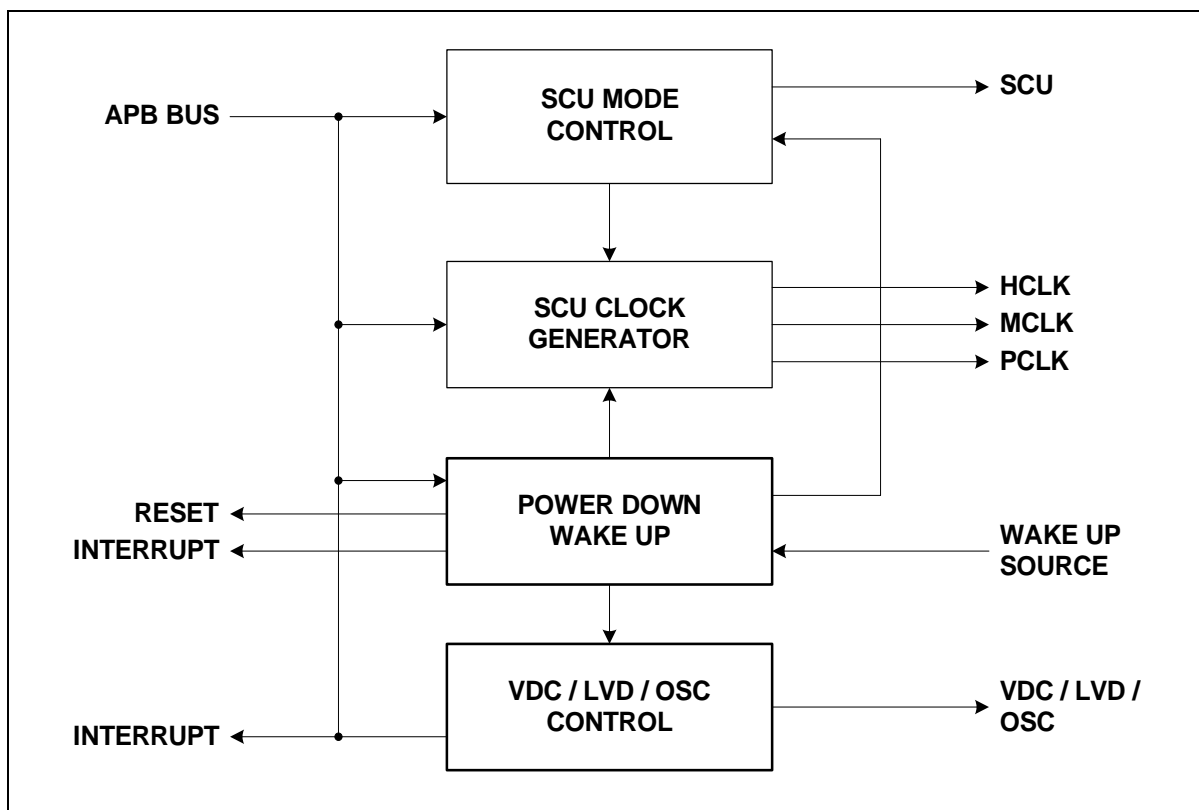 SCU MODE
CONTROL
SCU
APB BUS
SCU CLOCK
GENERATOR
HCLK
MCLK
PCLK
POWER DOWN
WAKE UP
RESET
INTERRUPT
WAKE UP
SOURCE
VDC / LVD / OSC
CONTROL
VDC / LVD /
OSC
INTERRUPT